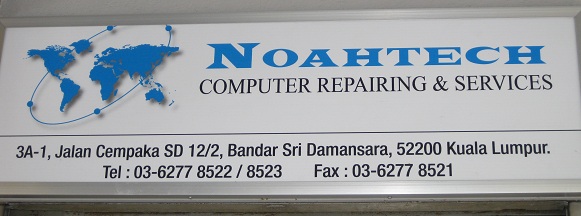 NOAHTECH
COMPUTER REPAIRING & SERVICES
3A-1, Jalan Cempaka SD 12/2, Bandar Sri Damansara, 52200 Kuala Lumpur.
Tel : 03-6277 8522 / 8523 Fax : 03-6277 8521